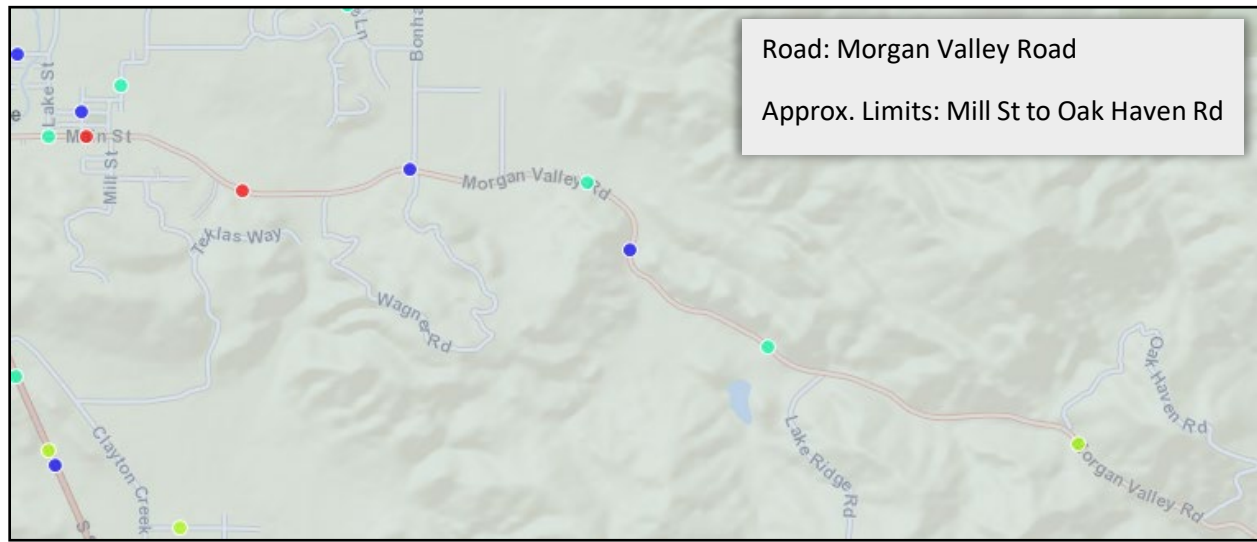 Road: Morgan Valley Road
Approx. Limits: Mill St to Oak Haven Rd
Lake St
Main St
Mill St
Texas Way
Wagner Rd
Morgan Valley Rd
Lake Ridge Rd
Oak Haven Rd
Morgan Valley Rd
Clayton Creek